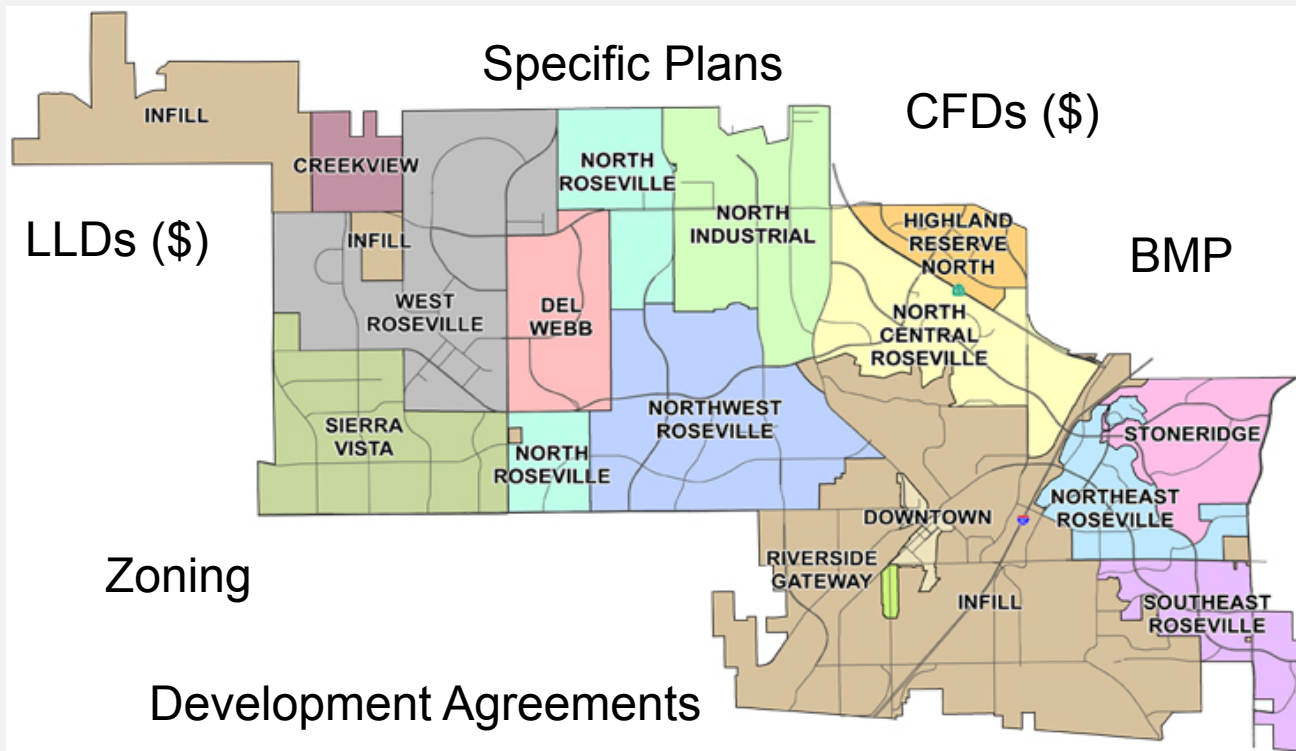 Specific Plans
CFDs ($)
INFILL
CREEKVIEW
NORTH
ROSEVILLE
NORTH
INDUSTRIAL
HIGHLAND
RESERVE
NORTH
LLDs ($)
INFILL
BMP
WEST
ROSEVILLE
DEL
WEBB
NORTH
CENTRAL
ROSEVILLE
SIERRA
VISTA
NORTH
ROSEVILLE
NORTHWEST
ROSEVILLE
STONERIDGE
NORTHEAST
ROSEVILLE
DOWNTOWN
RIVERSIDE
GATEWAY
INFILL
SOUTHEAST
ROSEVILLE
Zoning
Development Agreements